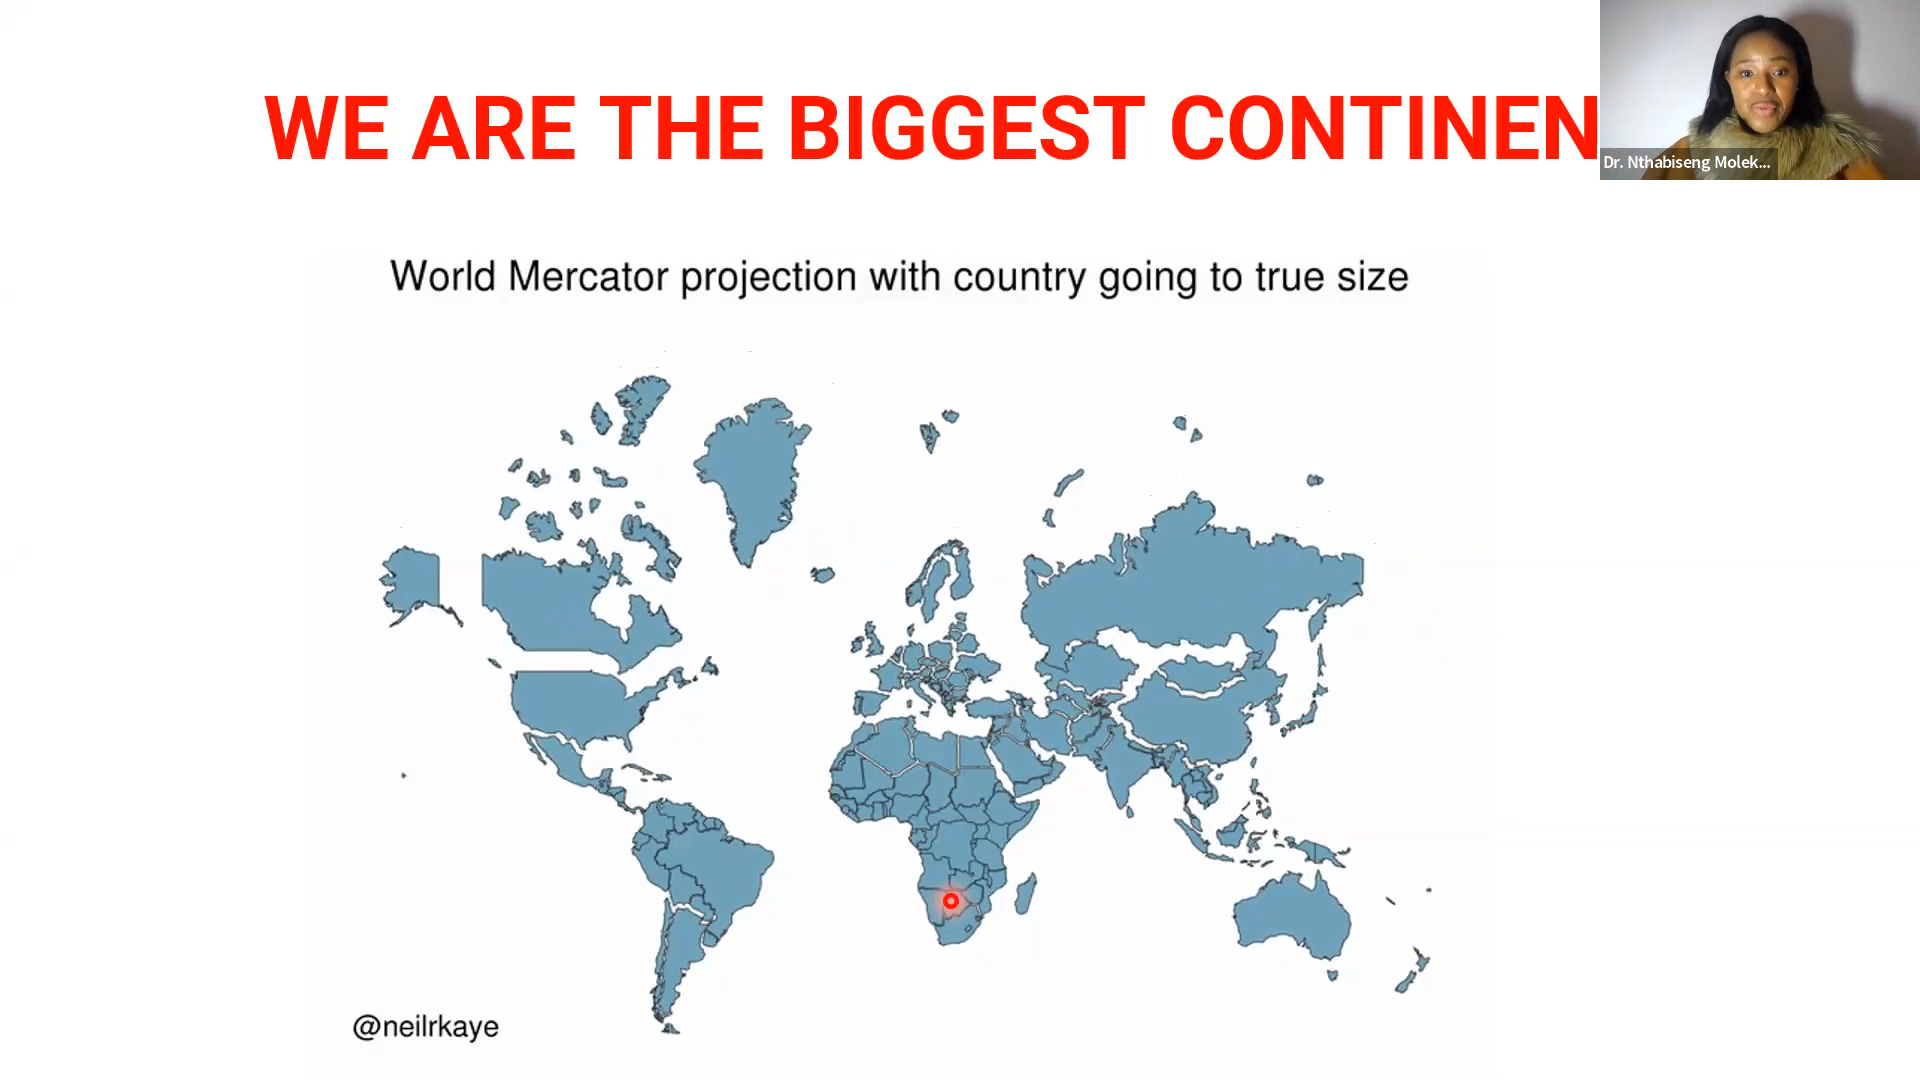 WE ARE THE BIGGEST CONTINEN
Dr. Nthabiseng Molek...
World Mercator projection with country going to true size
@neilrkaye